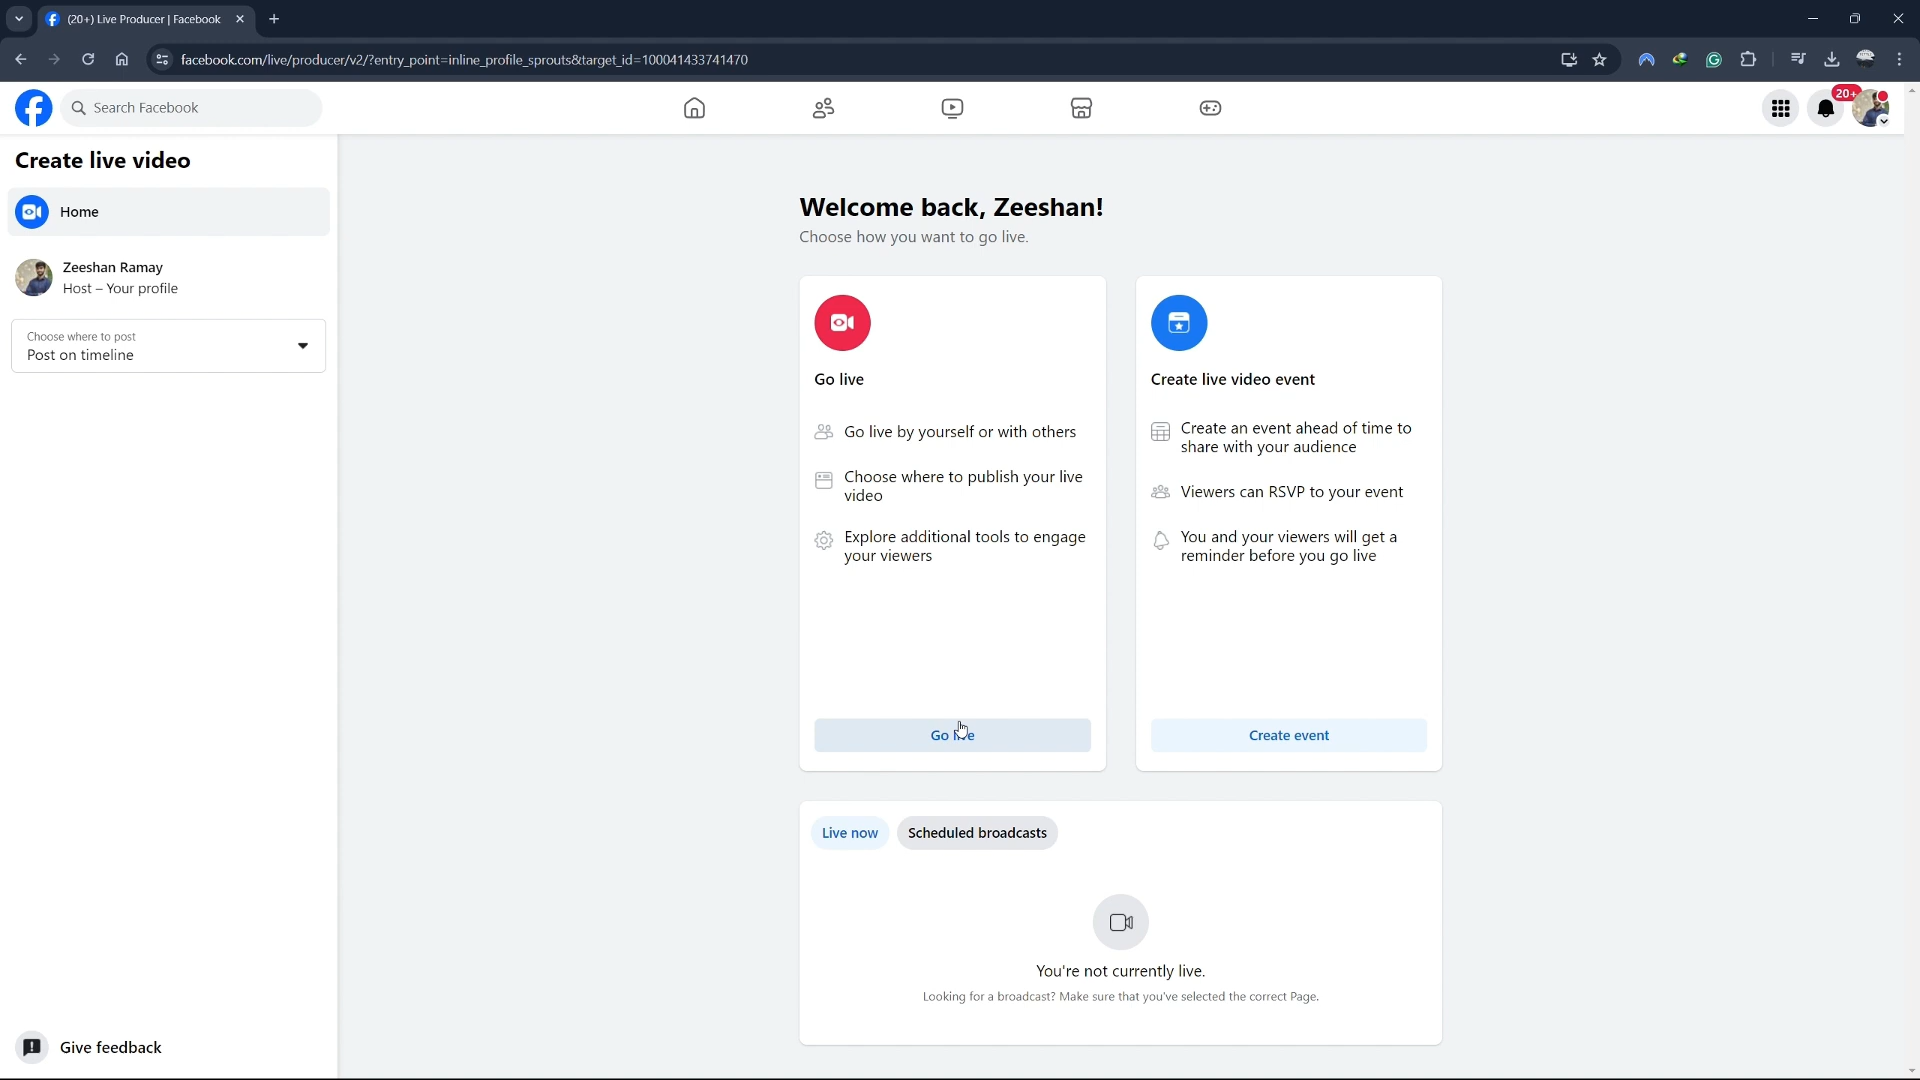 (20+) Live Producer | Facebook
facebook.com/live/producer/v2/?entry_point=inline_profile_sprouts&target_id=100041433741470
Search Facebook
20+
Create live video
Home
Zeeshan Ramay
Host – Your profile
Choose where to post
Post on timeline
Welcome back, Zeeshan!
Choose how you want to go live.
Go live
Go live by yourself or with others
Choose where to publish your live
video
Explore additional tools to engage
your viewers
Go live
Create live video event
Create an event ahead of time to
share with your audience
Viewers can RSVP to your event
You and your viewers will get a
reminder before you go live
Create event
Live now
Scheduled broadcasts
You're not currently live.
Looking for a broadcast? Make sure that you've selected the correct Page.
Give feedback